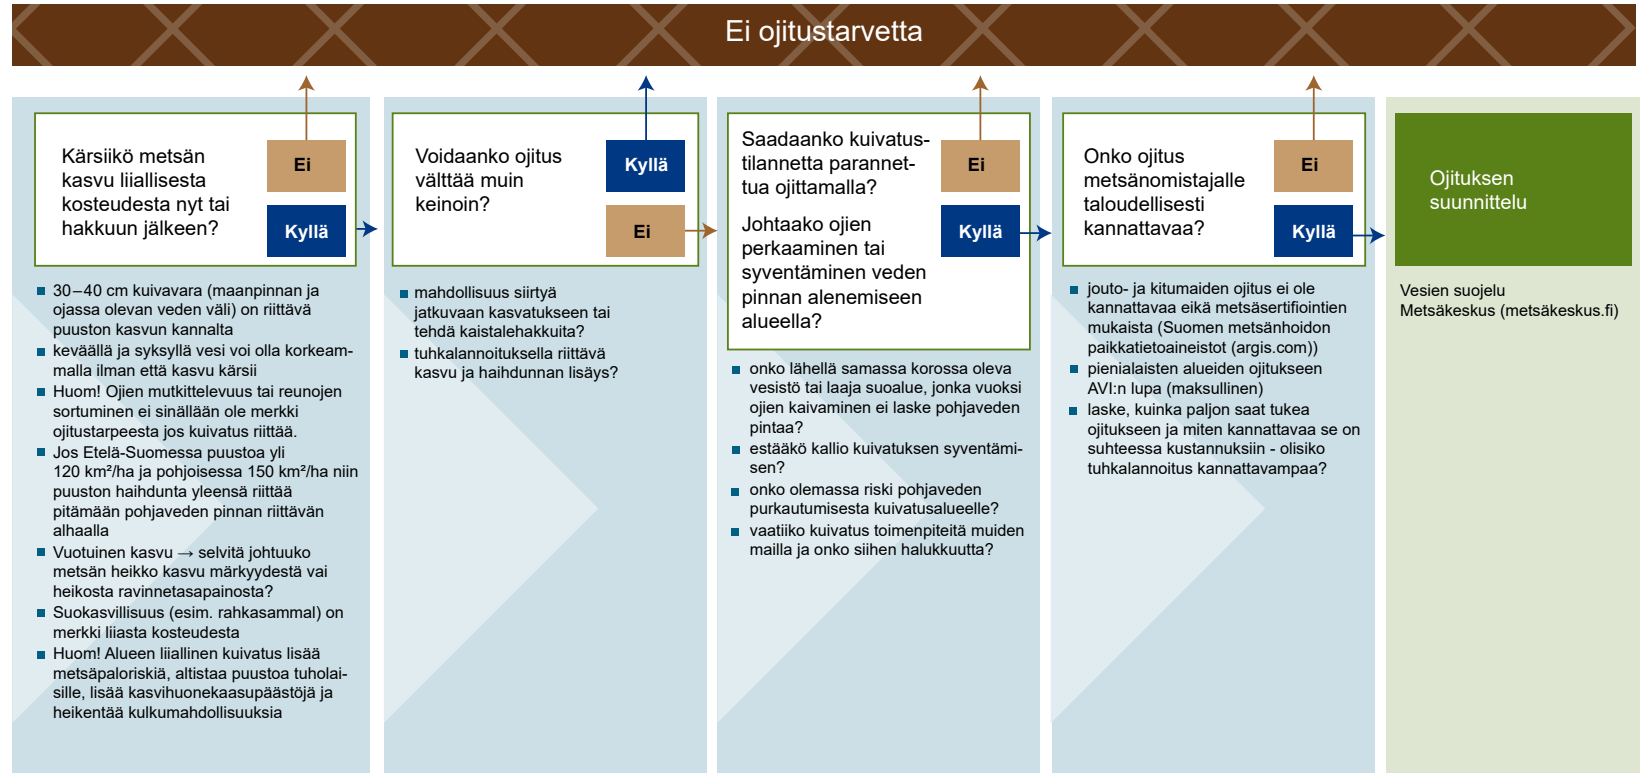 Ei ojitustarvetta
Kärsiikö metsän
kasvu liiallisesta
kosteudesta nyt tai
hakkuun jälkeen?
Ei
Kyllä
30–40 cm kuivavara (maanpinnan ja
ojassa olevan veden väli) on riittävä
puuston kasvun kannalta
keväällä ja syksyllä vesi voi olla korkeam-
malla ilman että kasvu kärsii
Huom! Ojien mutkittelevuus tai reunojen
sortuminen ei sinällään ole merkki
ojitustarpeesta jos kuivatus riittää.
Jos Etelä-Suomessa puustoa yli
120 km²/ha ja pohjoisessa 150 km²/ha niin
puuston haihdunta yleensä riittää
pitämään pohjaveden pinnan riittävän
alhaalla
Vuotuinen kasvu → selvitä johtuuko
metsän heikko kasvu märkyydestä vai
heikosta ravinnetasapainosta?
Suokasvillisuus (esim. rahkasammal) on
merkki liiasta kosteudesta
Huom! Alueen liiallinen kuivatus lisää
metsäpaloriskiä, altistaa puustoa tuholai-
sille, lisää kasvihuonekaasupäästöjä ja
heikentää kulkumahdollisuuksia
Voidaanko ojitus
välttää muin
keinoin?
Kyllä
Ei
mahdollisuus siirtyä
jatkuvaan kasvatukseen tai
tehdä kaistalehakkuita?
tuhkalannoituksella riittävä
kasvu ja haihdunnan lisäys?
Saadaanko kuivatus-
tilannetta parannet-
tua ojittamalla?
Johtaako ojien
perkaaminen tai
syventäminen veden
pinnan alenemiseen
alueella?
Ei
Kyllä
onko lähellä samassa korossa oleva
vesistö tai laaja suoalue, jonka vuoksi
ojien kaivaminen ei laske pohjaveden
pintaa?
estääkö kallio kuivatuksen syventämi-
sen?
onko olemassa riski pohjaveden
purkautumisesta kuivatusalueelle?
vaatiiko kuivatus toimenpiteitä muiden
mailla ja onko siihen halukkuutta?
Onko ojitus
metsänomistajalle
taloudellisesti
kannattavaa?
Ei
Kyllä
jouto- ja kitumaiden ojitus ei ole
kannattavaa eikä metsäsertifiointien
mukaista (Suomen metsänhoidon
paikkatietoaineistot (argis.com))
pienialaisten alueiden ojitukseen
AVI:n lupa (maksullinen)
laske, kuinka paljon saat tukea
ojitukseen ja miten kannattavaa se on
suhteessa kustannuksiin - olisiko
tuhkalannoitus kannattavampaa?
Ojituksen
suunnittelu
Vesien suojelu
Metsäkeskus (metsäkeskus.fi)